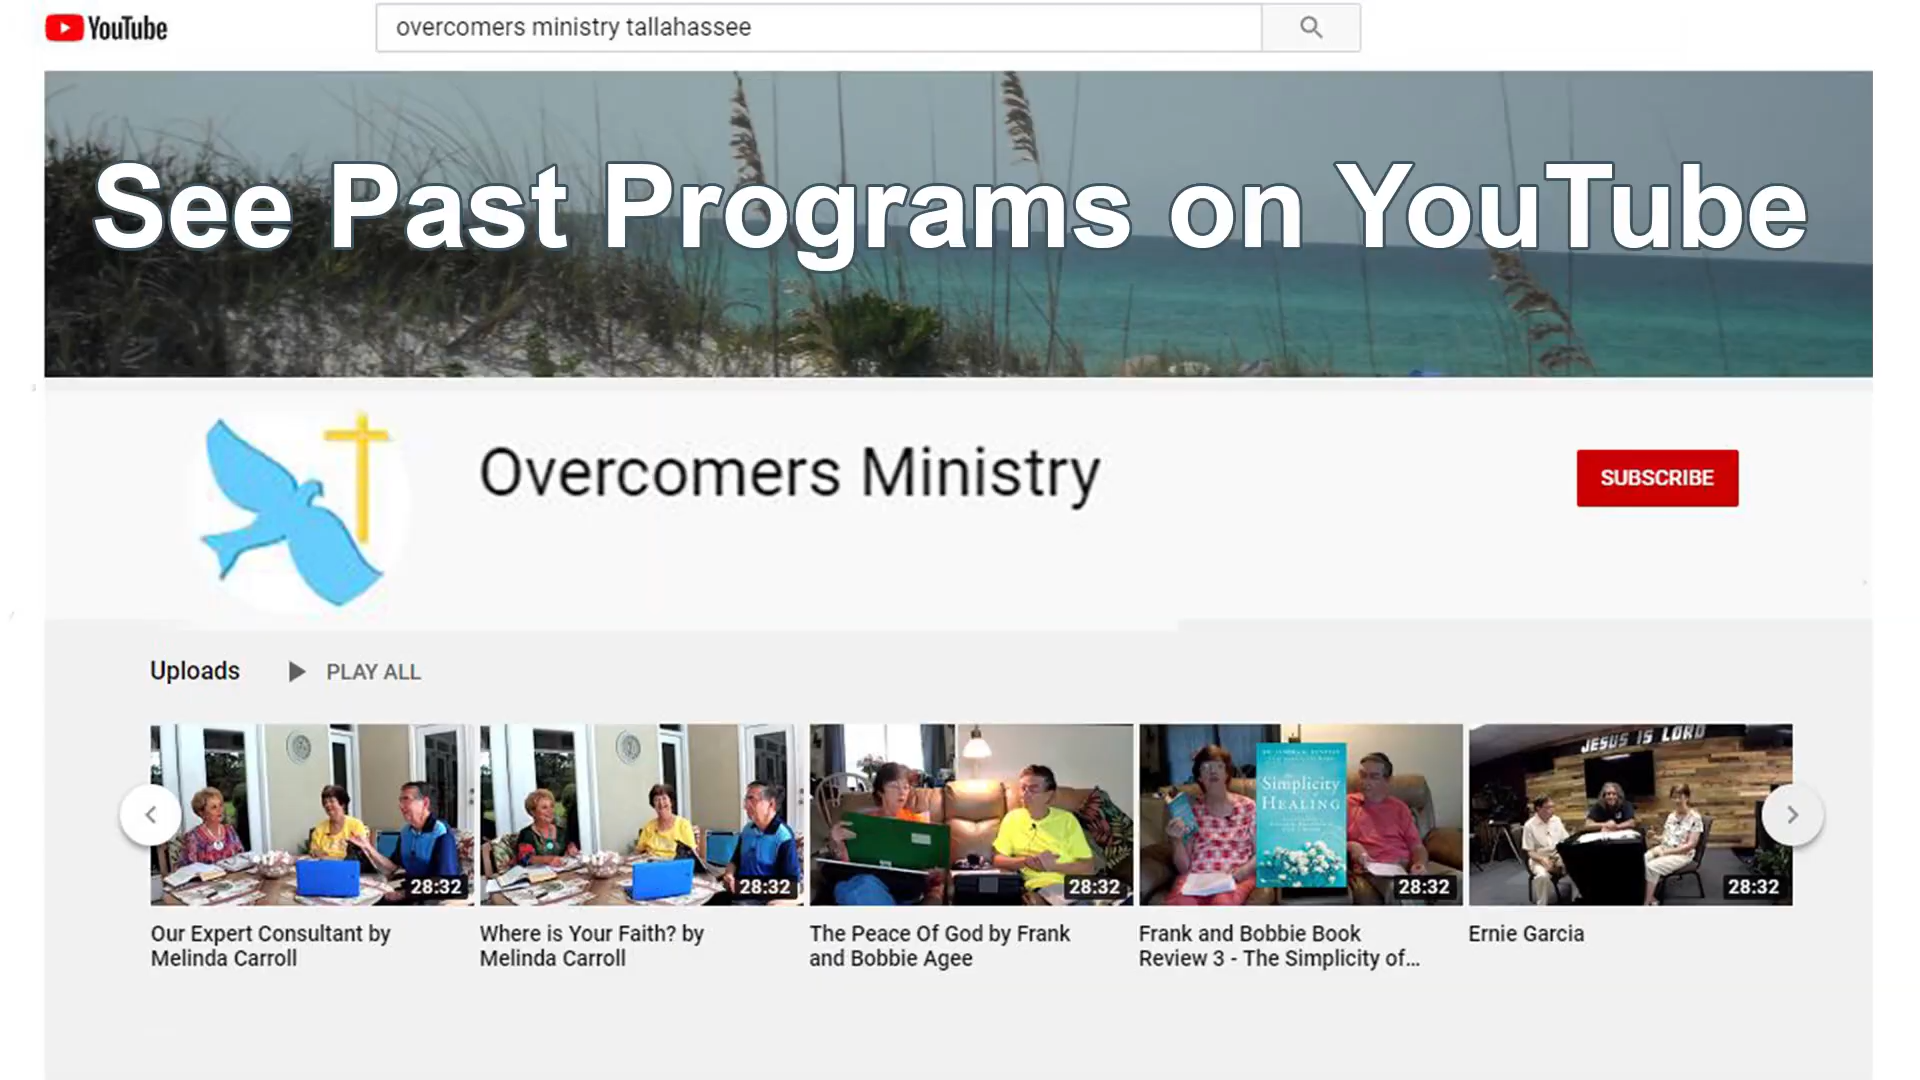 YouTube
overcomers ministry tallahassee
See Past Programs on YouTube
Overcomers Ministry
SUBSCRIBE
Uploads
PLAY ALL
28:32
28:32
28:32
Simplicity
HEALING
28:32
JESUS IS LORD
28:32
Our Expert Consultant by
Melinda Carroll
Where is Your Faith? by
Melinda Carroll
The Peace Of God by Frank
and Bobbie Agee
Frank and Bobbie Book
Review 3 - The Simplicity of...
Ernie Garcia